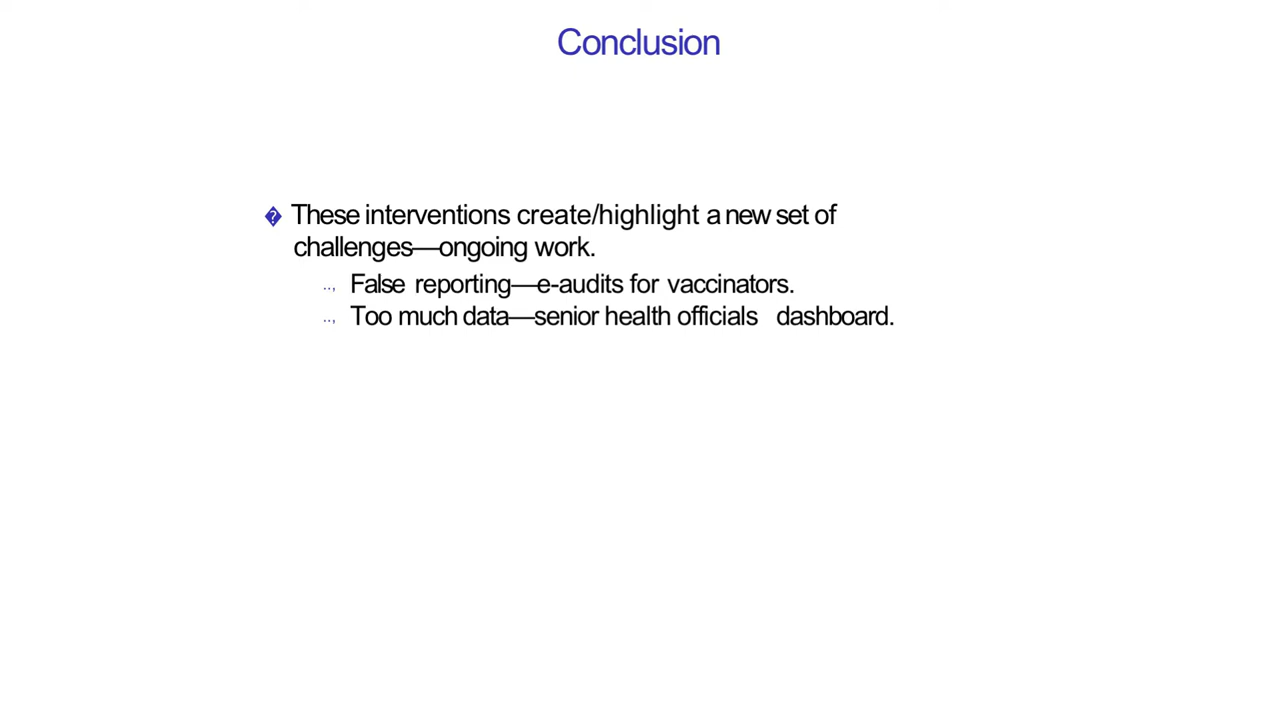 Conclusion
� These interventions create/highlight a new set of
challenges—ongoing work.
.., False reporting—e-audits for vaccinators.
.., Too much data—senior health officials dashboard.